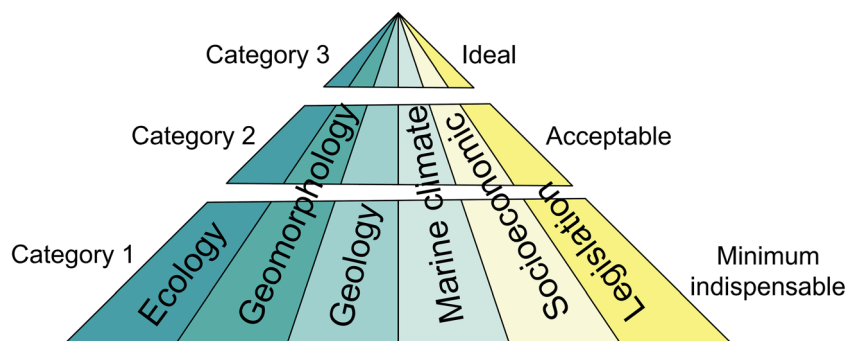 Category 3
Ideal
Category 2
Acceptable
Category 1
Ecology
Geomorphology
Geology
Marine climate
Socioeconomic
Legislation
Minimum
indispensable